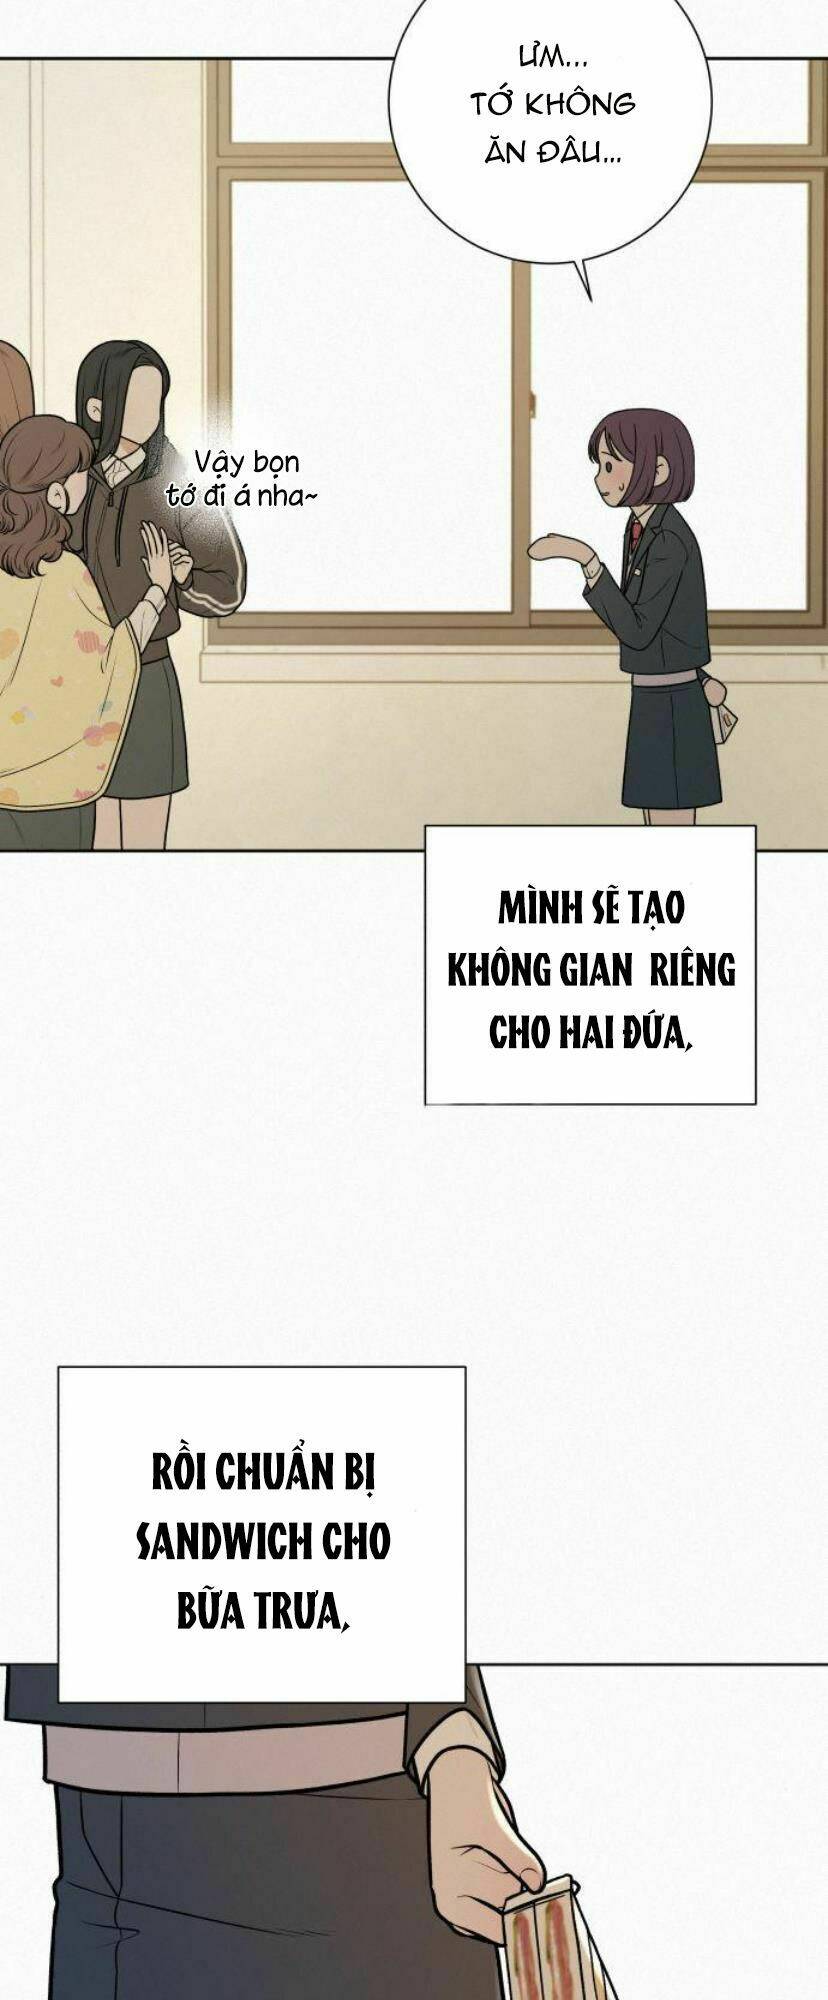 ƯM...
TỚ KHÔNG
ĂN ĐÂU...
Vậy bọn
tớ đi á nha~
MÌNH SẼ TẠO
KHÔNG GIAN RIÊNG
CHO HAI ĐỨA,
RỒI CHUẨN BỊ
SANDWICH CHO
BỮA TRƯA,